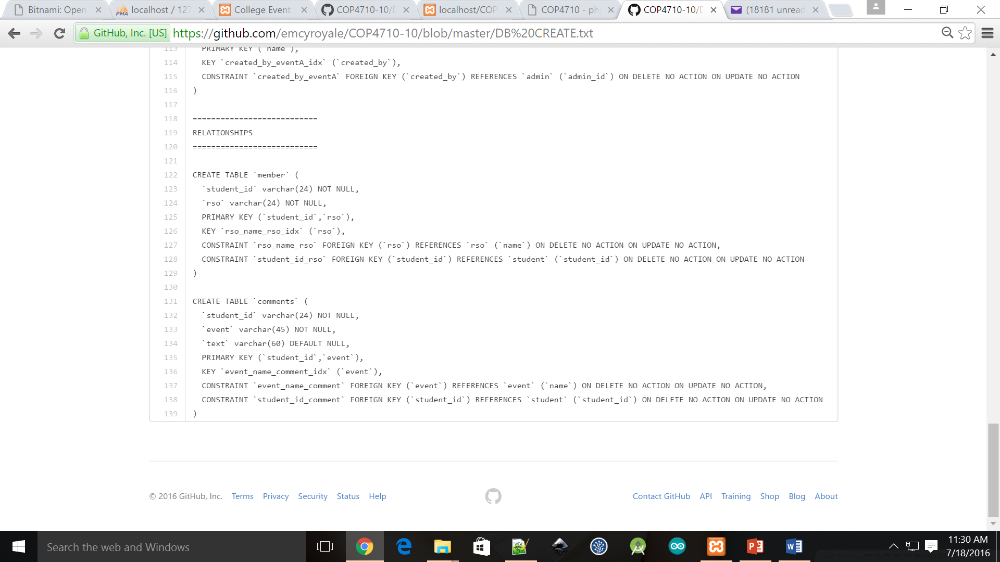 Bitnami: Open
localhost / 127
College Event
COP4710-10/D
localhost/COP
COP4710 - php
COP4710-10/D
(18181 unread
GitHub, Inc. [US]
https://github.com/emcyroyale/COP4710-10/blob/master/DB%20CREATE.txt
113 PRIMARY KEY (`name`),
114 KEY `created_by_eventA_idx` (`created_by`),
115 CONSTRAINT `created_by_eventA` FOREIGN KEY (`created_by`) REFERENCES `admin` (`admin_id`) ON DELETE NO ACTION ON UPDATE NO ACTION
116 )
117
118 ===========================
119 RELATIONSHIPS
120 ===========================
121
122 CREATE TABLE `member` (
123 `student_id` varchar(24) NOT NULL,
124 `rso` varchar(24) NOT NULL,
125 PRIMARY KEY (`student_id`,`rso`),
126 KEY `rso_name_rso_idx` (`rso`),
127 CONSTRAINT `rso_name_rso` FOREIGN KEY (`rso`) REFERENCES `rso` (`name`) ON DELETE NO ACTION ON UPDATE NO ACTION,
128 CONSTRAINT `student_id_rso` FOREIGN KEY (`student_id`) REFERENCES `student` (`student_id`) ON DELETE NO ACTION ON UPDATE NO ACTION
129 )
130
131 CREATE TABLE `comments` (
132 `student_id` varchar(24) NOT NULL,
133 `event` varchar(45) NOT NULL,
134 `text` varchar(60) DEFAULT NULL,
135 PRIMARY KEY (`student_id`,`event`),
136 KEY `event_name_comment_idx` (`event`),
137 CONSTRAINT `event_name_comment` FOREIGN KEY (`event`) REFERENCES `event` (`name`) ON DELETE NO ACTION ON UPDATE NO ACTION,
138 CONSTRAINT `student_id_comment` FOREIGN KEY (`student_id`) REFERENCES `student` (`student_id`) ON DELETE NO ACTION ON UPDATE NO ACTION
139 )
© 2016 GitHub, Inc. Terms Privacy Security Status Help
Contact GitHub API Training Shop Blog About
Search the web and Windows
11:30 AM
7/18/2016